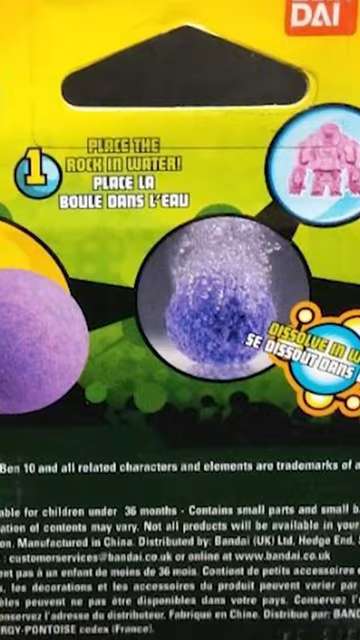 DAI
1
PLACE THE
ROCK IN WATER!
PLACE LA
BOULE DANS L'EAU
DISSOLVE IN
SE DISSOUT DANS
Ben 10 and all related characters and elements are trademarks of
able for children under 36 months - Contains small parts and small
ation of contents may vary. Not all products will be available in your
on. Manufactured in China. Distributed by: Bandai (UK) Ltd, Hedge End,
: customerservices@bandai.co.uk or online at www.bandai.co.uk
ent pas à un enfant de moins de 36 mois. Contient de petits accessoires
s, les decorations et les accessoires du produit peuvent varier par
èles peuvent ne pas être disponibles dans votre pays. Conservez
onservez l'adresse du distributeur. Fabrique en Chine. Distribue par:
RGY-PONTOISE cedex (France).